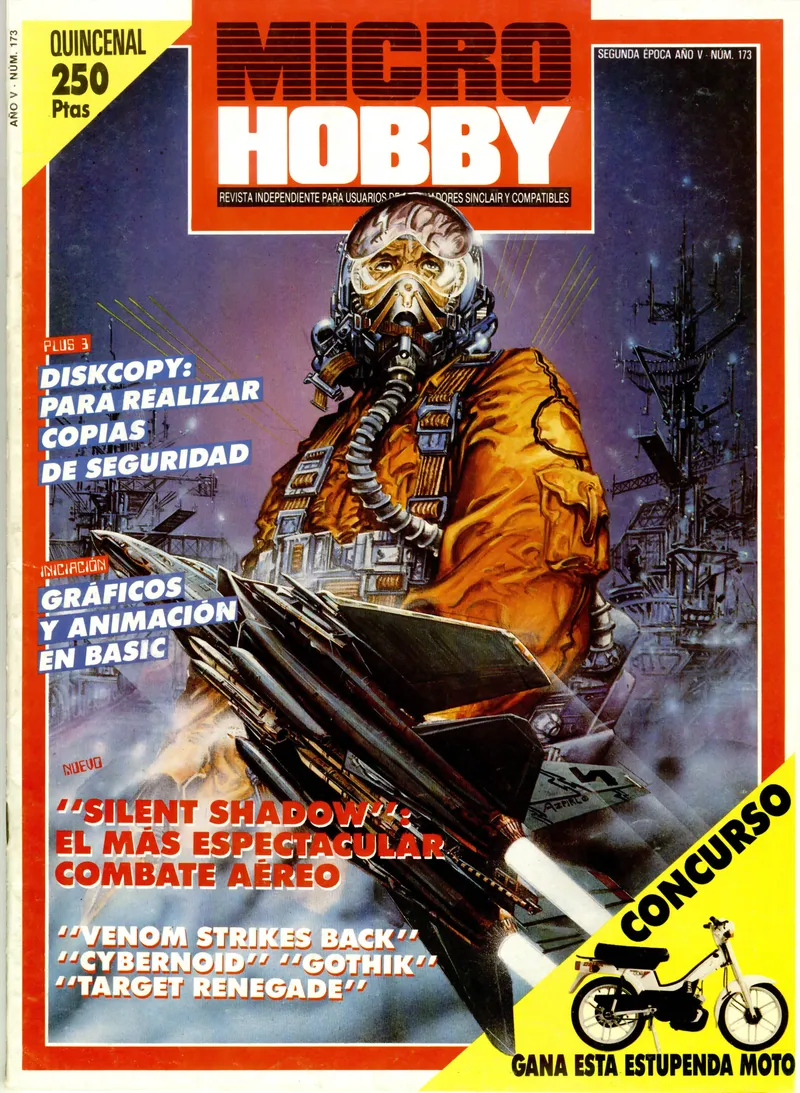 AÑO V - NÚM. 173
QUINCENAL
250
Ptas
MICRO
HOBBY
SEGUNDA ÉPOCA AÑO V - NÚM. 173
REVISTA INDEPENDIENTE PARA USUARIOS DE ADORES SINCLAIR Y COMPATIBLES
PLUS 3
DISKCOPY:
PARA REALIZAR
COPIAS
DE SEGURIDAD
INICIACIÓN
GRÁFICOS
Y ANIMACIÓN
EN BASIC
NUEVO
"SILENT SHADOW":
EL MÁS ESPECTACULAR
COMBATE AÉREO
"VENOM STRIKES BACK"
"CYBERNOID" "GOTHIK"
"TARGET RENEGADE"
AZPIRI
CONCURSO
GANA ESTA ESTUPENDA MOTO